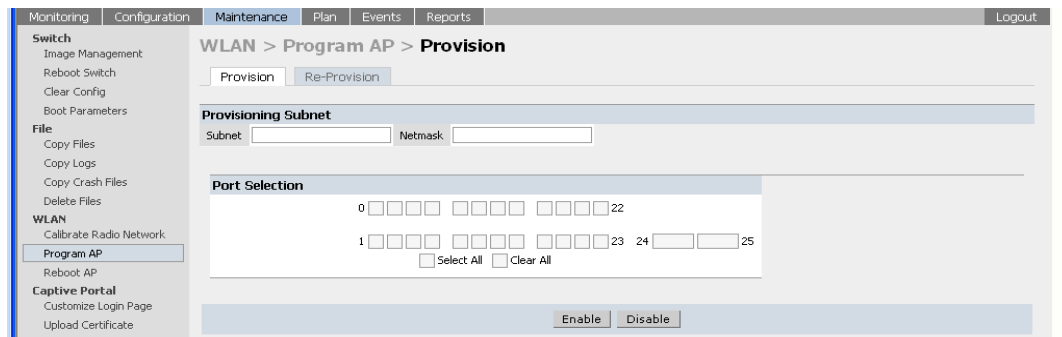 Monitoring Configuration Maintenance Plan Events Reports Logout
Switch
Image Management
Reboot Switch
Clear Config
Boot Parameters
File
Copy Files
Copy Logs
Copy Crash Files
Delete Files
WLAN
Calibrate Radio Network
Program AP
Reboot AP
Captive Portal
Customize Login Page
Upload Certificate
WLAN > Program AP > Provision
Provision Re-Provision
Provisioning Subnet
Subnet Netmask
Port Selection
0 22
1 23 24 25
Select All Clear All
Enable Disable